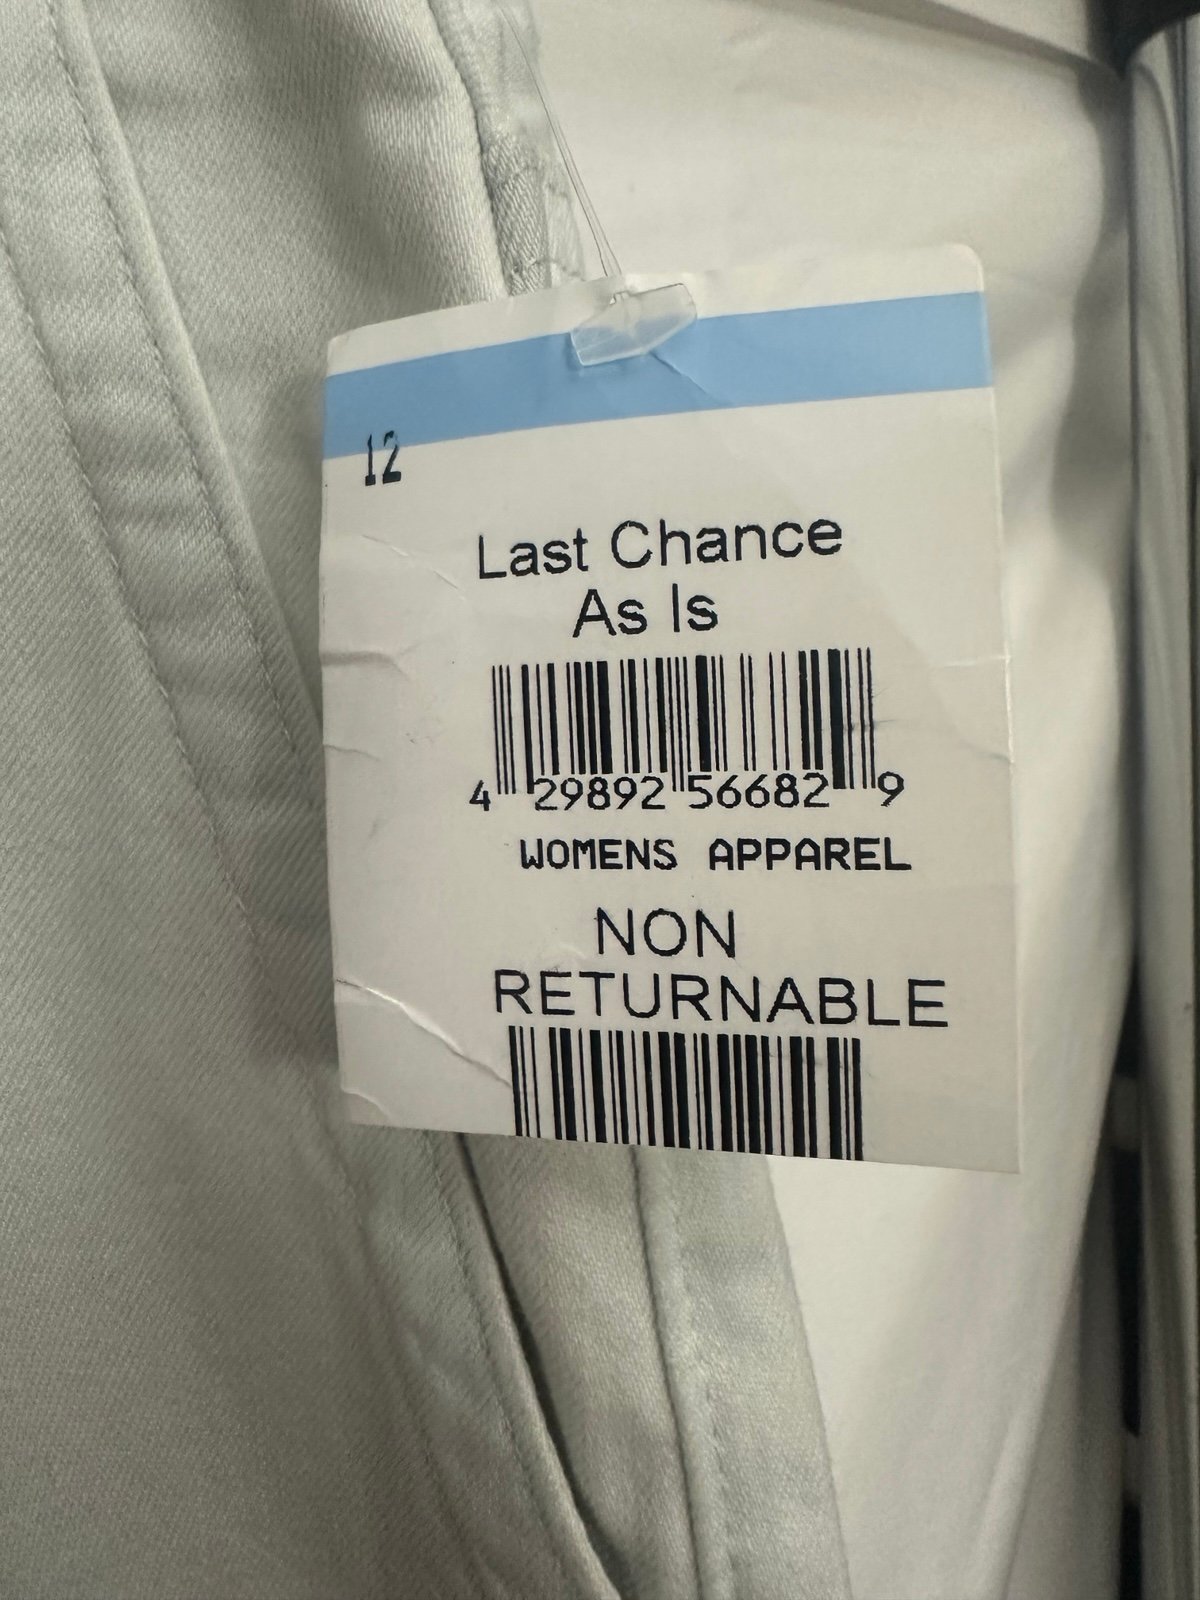 12
Last Chance
As Is
4 29892 56682 9
WOMENS APPAREL
NON
RETURNABLE